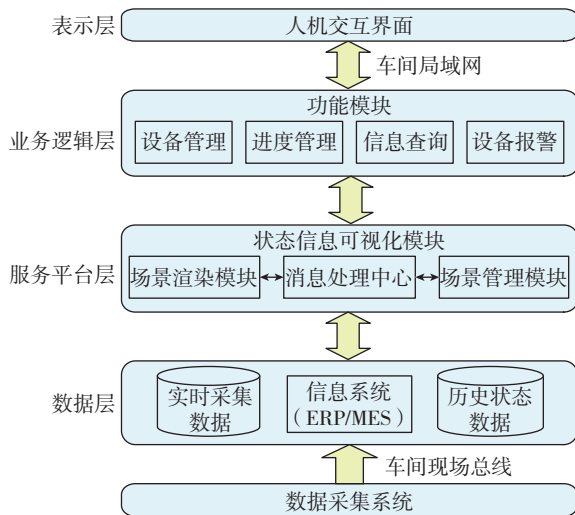 表示层
人机交互界面
车间局域网
业务逻辑层
功能模块
设备管理 进度管理 信息查询 设备报警
服务平台层
状态信息可视化模块
场景渲染模块 消息处理中心 场景管理模块
数据层
实时采集
数据
信息系统
（ERP/MES）
历史状态
数据
车间现场总线
数据采集系统